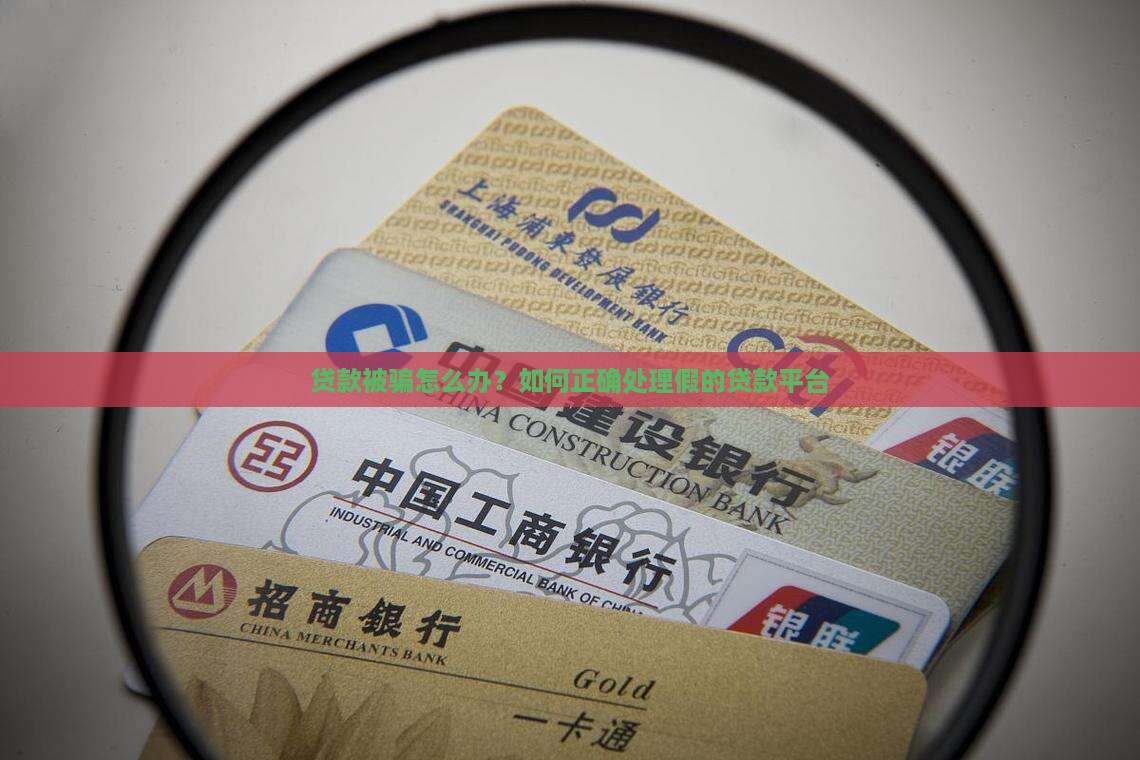 上海浦東發展銀行
SHANGHAI PUDONG DEVELOPMENT BANK
citi
贷款被骗怎么办？如何正确处理假的贷款平台
中国建设银行
CHINA CONSTRUCTION BANK
银联
中国工商银行
INDUSTRIAL AND COMMERCIAL BANK OF CHINA
银联
招商銀行
CHINA MERCHANTS BANK
Gold
一卡通